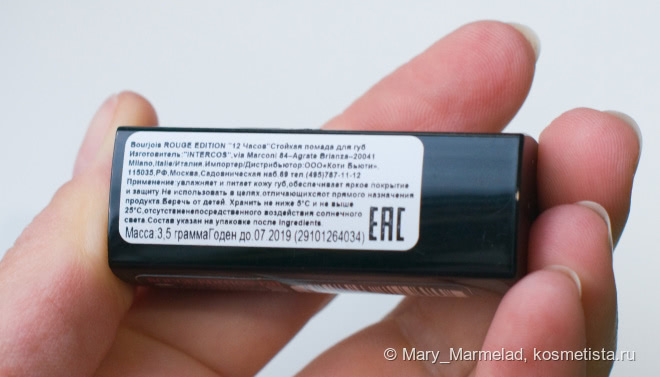 Bourjois ROUGE EDITION "12 Часов"Стойкая помада для губ
Изготовитель:"INTERCOS",via Marconi 84–Agrate Brianza–20041
Milano,Italie/Италия.Импортер/Дистрибьютор:ООО«Коти Бьюти».
115035,РФ,Москва,Садовническая наб.69 тел.(495)787-11-12
Применение:увлажняет и питает кожу губ,обеспечивает яркое покрытие
и защиту Не использовать в целях,отличающихсяот прямого назначения
продукта.Беречь от детей. Хранить не ниже 5°С и не выше
25°С,отсутствиенепосредственного воздействия солнечного
света.Состав указан на упаковке после ingredients
Масса:3,5 граммаГоден до.07.2019 (29101264034) EAC
© Mary_Marmelad, kosmetista.ru